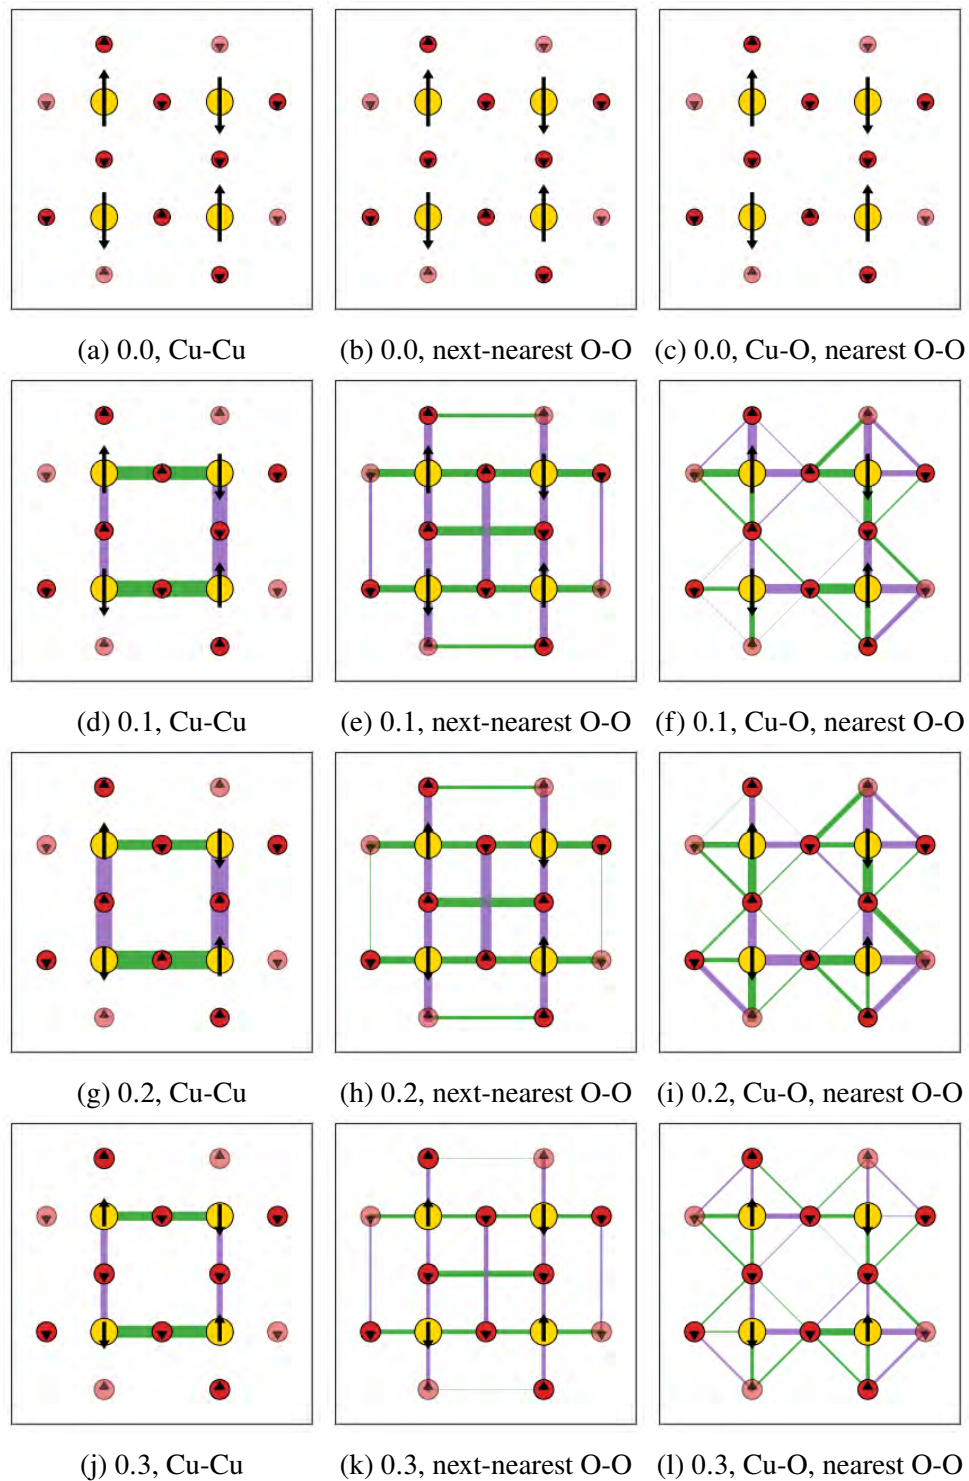 (a) 0.0, Cu-Cu
(b) 0.0, next-nearest O-O
(c) 0.0, Cu-O, nearest O-O
(d) 0.1, Cu-Cu
(e) 0.1, next-nearest O-O
(f) 0.1, Cu-O, nearest O-O
(g) 0.2, Cu-Cu
(h) 0.2, next-nearest O-O
(i) 0.2, Cu-O, nearest O-O
(j) 0.3, Cu-Cu
(k) 0.3, next-nearest O-O
(l) 0.3, Cu-O, nearest O-O